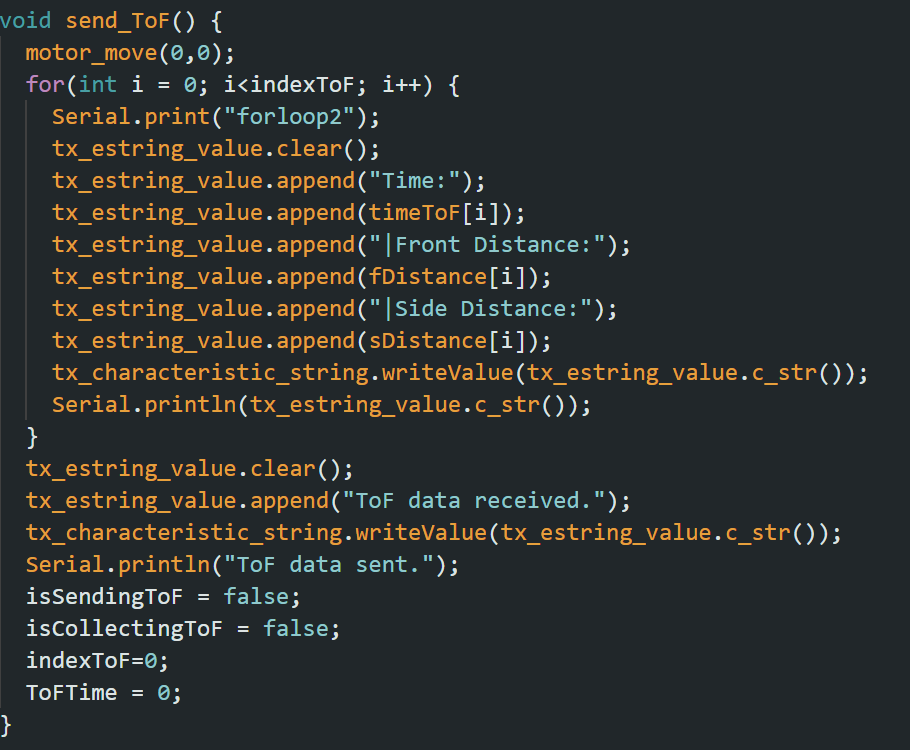 void send_ToF() {
  motor_move(0,0);
  for(int i = 0; i<indexToF; i++) {
    Serial.print("forloop2");
    tx_estring_value.clear();
    tx_estring_value.append("Time:");
    tx_estring_value.append(timeToF[i]);
    tx_estring_value.append("|Front Distance:");
    tx_estring_value.append(fDistance[i]);
    tx_estring_value.append("|Side Distance:");
    tx_estring_value.append(sDistance[i]);
    tx_characteristic_string.writeValue(tx_estring_value.c_str());
    Serial.println(tx_estring_value.c_str());
  }
  tx_estring_value.clear();
  tx_estring_value.append("ToF data received.");
  tx_characteristic_string.writeValue(tx_estring_value.c_str());
  Serial.println("ToF data sent.");
  isSendingToF = false;
  isCollectingToF = false;
  indexToF=0;
  ToFTime = 0;
}